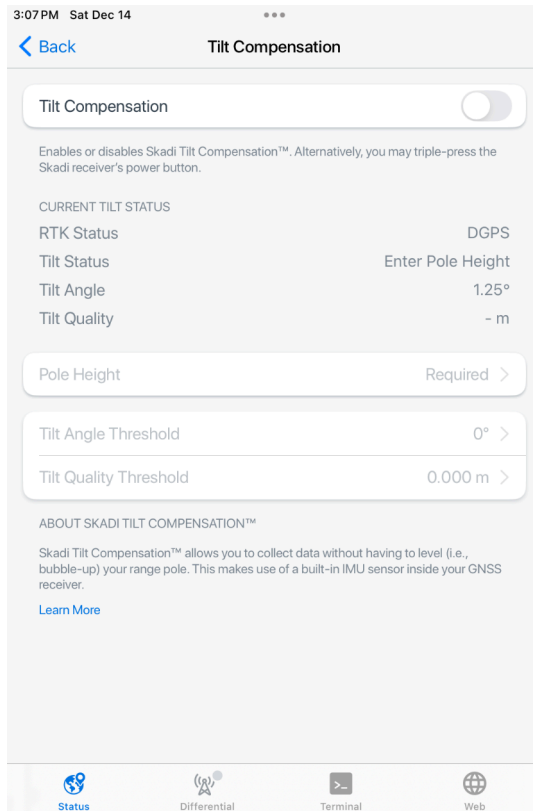 3:07 PM Sat Dec 14
Back
Tilt Compensation
Tilt Compensation
Enables or disables Skadi Tilt Compensation™. Alternatively, you may triple-press the
Skadi receiver's power button.
CURRENT TILT STATUS
RTK Status DGPS
Tilt Status Enter Pole Height
Tilt Angle 1.25°
Tilt Quality - m
Pole Height Required
Tilt Angle Threshold 0°
Tilt Quality Threshold 0.000 m
ABOUT SKADI TILT COMPENSATION™
Skadi Tilt Compensation™ allows you to collect data without having to level (i.e.,
bubble-up) your range pole. This makes use of a built-in IMU sensor inside your GNSS
receiver.
Learn More
Status Differential Terminal Web